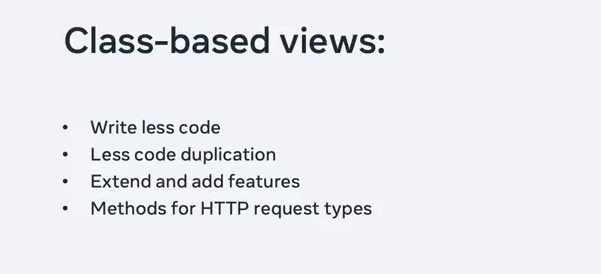 Class-based views:
• Write less code
• Less code duplication
• Extend and add features
• Methods for HTTP request types